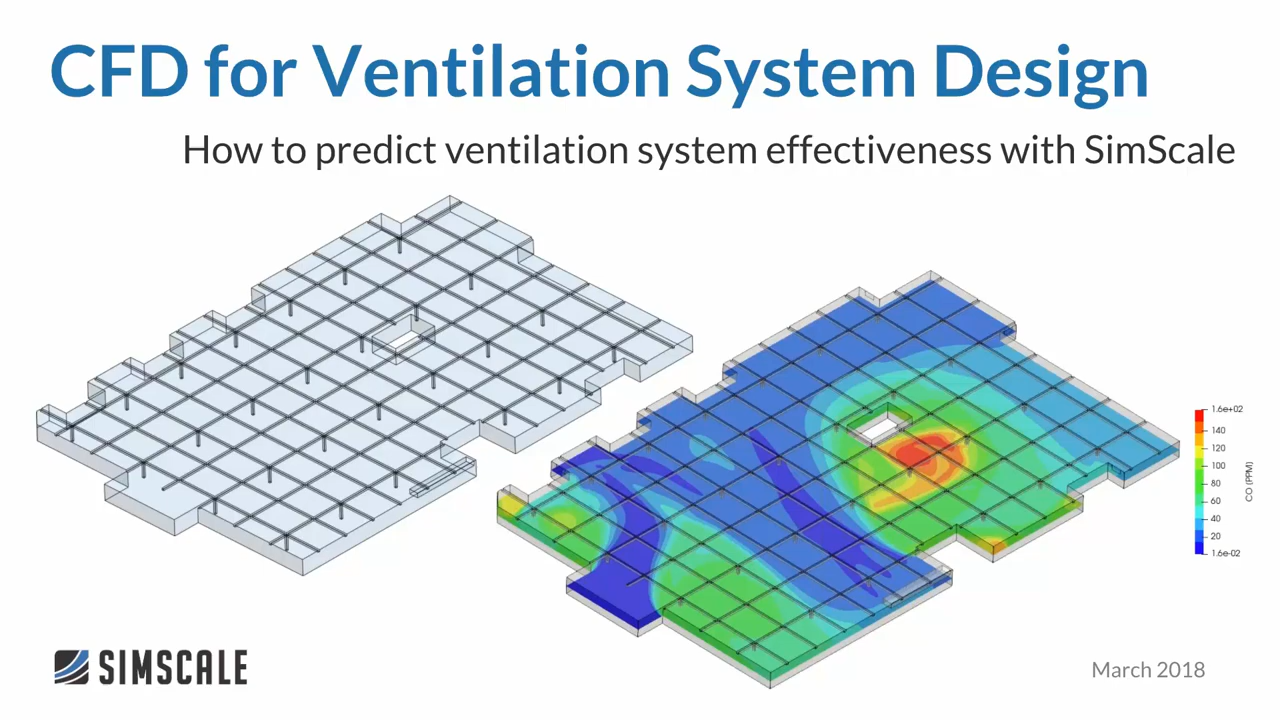 CFD for Ventilation System Design
How to predict ventilation system effectiveness with SimScale
1.6e+02
140
120
100
80
60
40
20
1.6e-02
CO (PPM)
SIMSCALE
March 2018